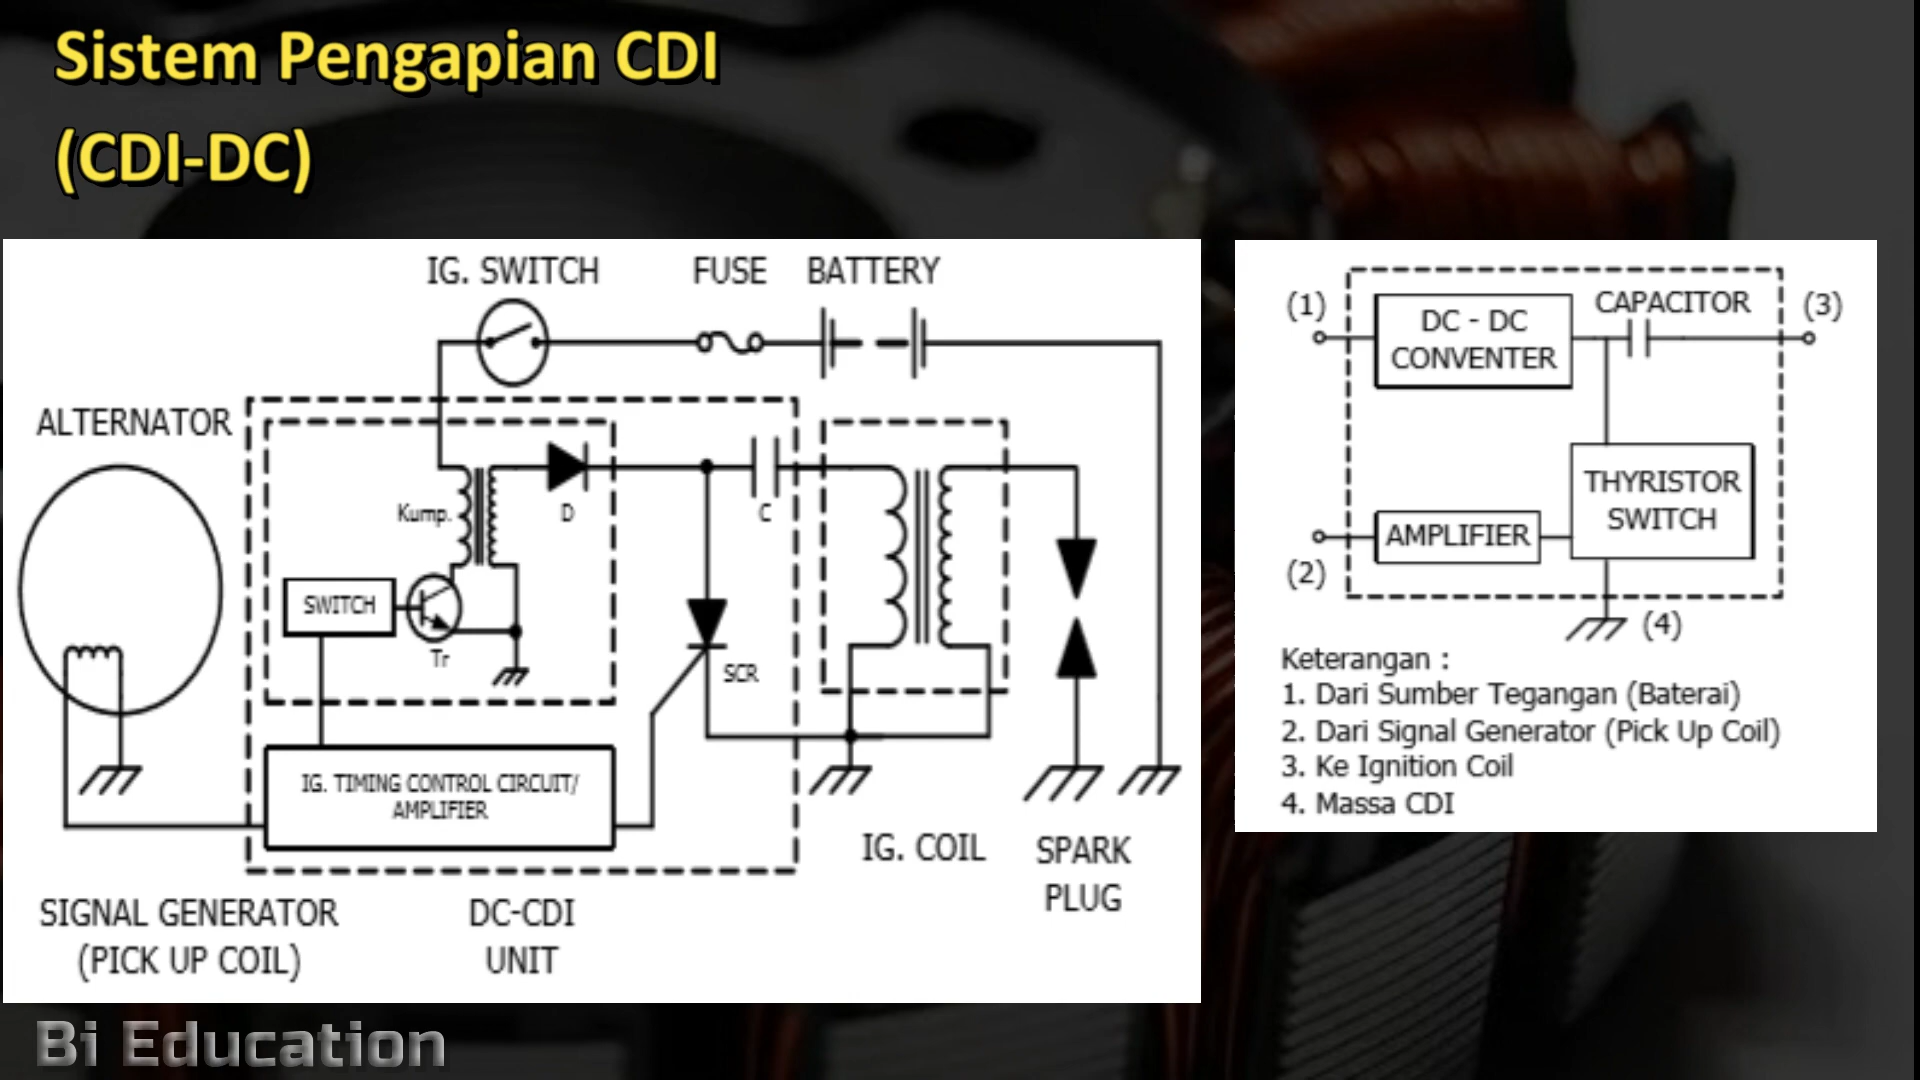 Sistem Pengapian CDI
(CDI-DC)
IG. SWITCH
FUSE
BATTERY
ALTERNATOR
Kump.
D
C
SWITCH
Tr
SCR
IG. TIMING CONTROL CIRCUIT/
AMPLIFIER
IG. COIL
SPARK
PLUG
SIGNAL GENERATOR
(PICK UP COIL)
DC-CDI
UNIT
(1)
DC - DC
CONVENTER
CAPACITOR
(3)
THYRISTOR
SWITCH
AMPLIFIER
(2)
(4)
Keterangan :
1. Dari Sumber Tegangan (Baterai)
2. Dari Signal Generator (Pick Up Coil)
3. Ke Ignition Coil
4. Massa CDI
Bi Education